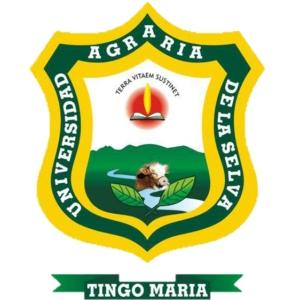 UNIVERSIDAD AGRARIA DE LA SELVA
TERRA VITAEM SUSTINET
TINGO MARIA